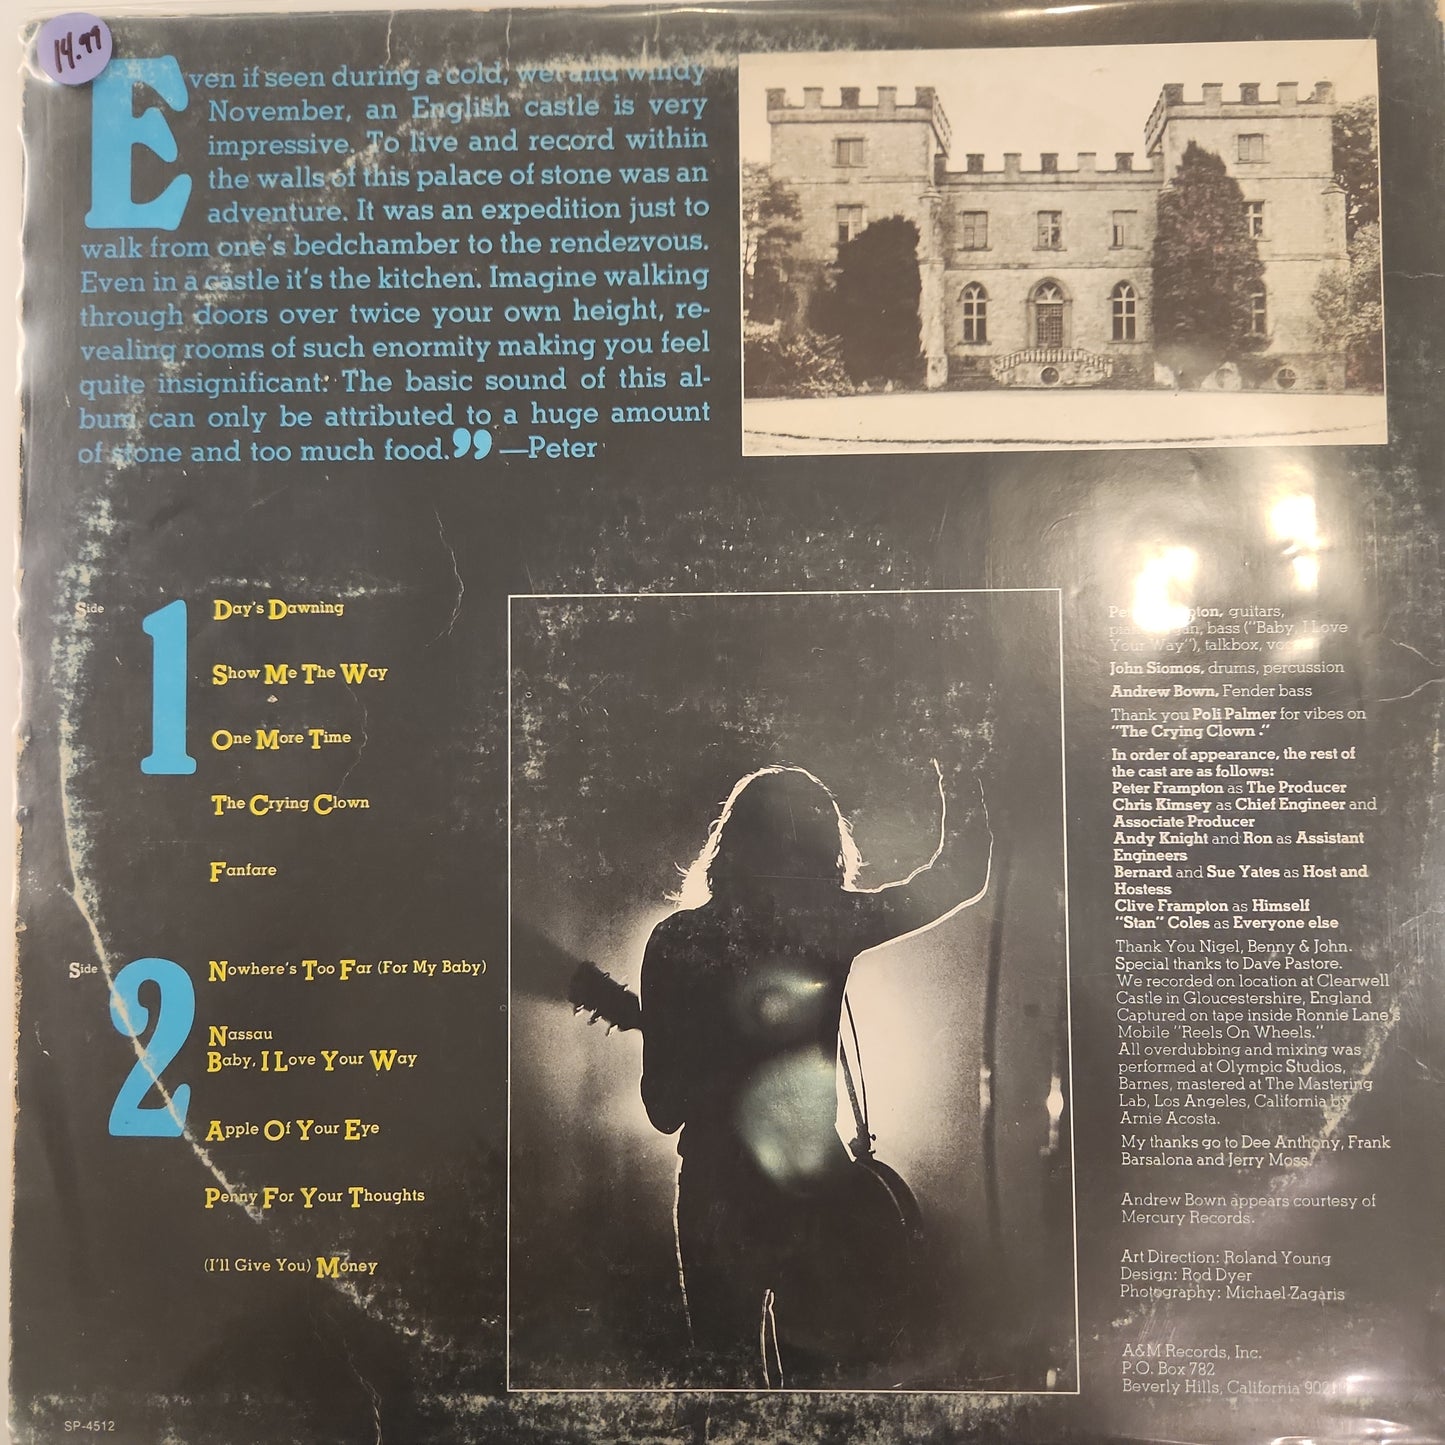 14.99
Even if seen during a cold, wet and windy
November, an English castle is very
impressive. To live and record within
the walls of this palace of stone was an
adventure. It was an expedition just to
walk from one's bedchamber to the rendezvous.
Even in a castle it's the kitchen. Imagine walking
through doors over twice your own height, re-
vealing rooms of such enormity making you feel
quite insignificant. The basic sound of this al-
bum can only be attributed to a huge amount
of stone and too much food.” —Peter
Side 1
Day's Dawning
Show Me The Way
One More Time
The Crying Clown
Fanfare
Side 2
Nowhere's Too Far (For My Baby)
Nassau
Baby, I Love Your Way
Apple Of Your Eye
Penny For Your Thoughts
(I'll Give You) Money
Peter Frampton, guitars,
piano, organ, bass ("Baby, I Love
Your Way"), talkbox,
John Siomos, drums, percussion
Andrew Bown, Fender bass
Thank you Poli Palmer for vibes on
"The Crying Clown."
In order of appearance, the rest of
the cast are as follows:
Peter Frampton as The Producer
Chris Kimsey as Chief Engineer and
Associate Producer
Andy Knight and Ron as Assistant
Engineers
Bernard and Sue Yates as Host and
Hostess
Clive Frampton as Himself
"Stan" Coles as Everyone else
Thank You Nigel, Benny & John.
Special thanks to Dave Pastore.
We recorded on location at Clearwell
Castle in Gloucestershire, England
Captured on tape inside Ronnie Lane's
Mobile "Reels On Wheels."
All overdubbing and mixing was
performed at Olympic Studios,
Barnes, mastered at The Mastering
Lab, Los Angeles, California by
Arnie Acosta.
My thanks go to Dee Anthony, Frank
Barsalona and Jerry Moss.
Andrew Bown appears courtesy of
Mercury Records.
Art Direction: Roland Young
Design: Rod Dyer
Photography: Michael Zagaris
A&M Records, Inc.
P.O. Box 782
Beverly Hills, California
SP-4512